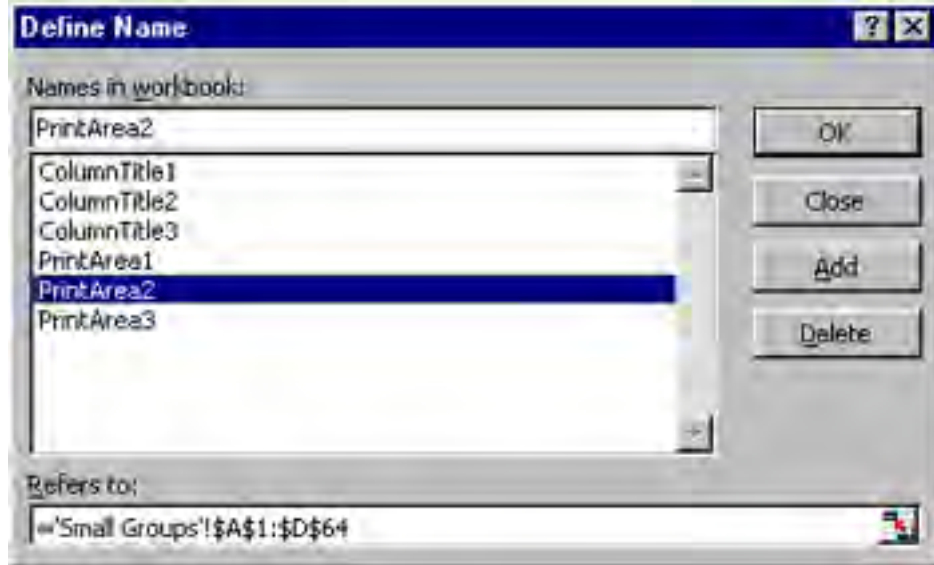 Define Name
Names in workbook:
PrintArea2
OK
ColumnTitle1
ColumnTitle2
ColumnTitle3
PrintArea1
PrintArea2
PrintArea3
Close
Add
Delete
Refers to:
='Small Groups'!$A$1:$D$64